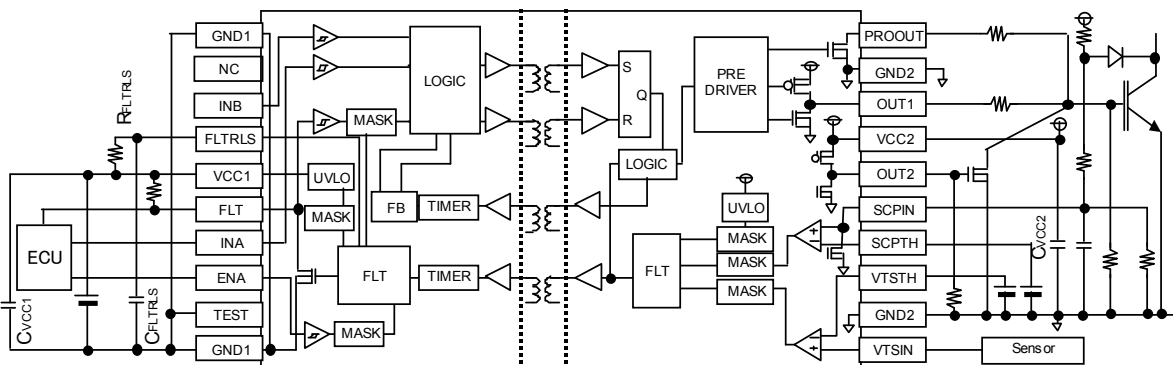 GND1
NC
INB
FLTRLS
VCC1
FLT
INA
ENA
TEST
GND1
RFLTRLS
ECU
CVCC1
CFLTRLS
LOGIC
MASK
UVLO
MASK
FB
TIMER
FLT
TIMER
MASK
S
Q
R
LOGIC
PRE
DRIVER
UVLO
MASK
MASK
MASK
FLT
+
−
+
−
PROOUT
GND2
OUT1
VCC2
OUT2
SCPIN
SCPTH
VTSTH
GND2
VTSIN
CVCC2
Sensor